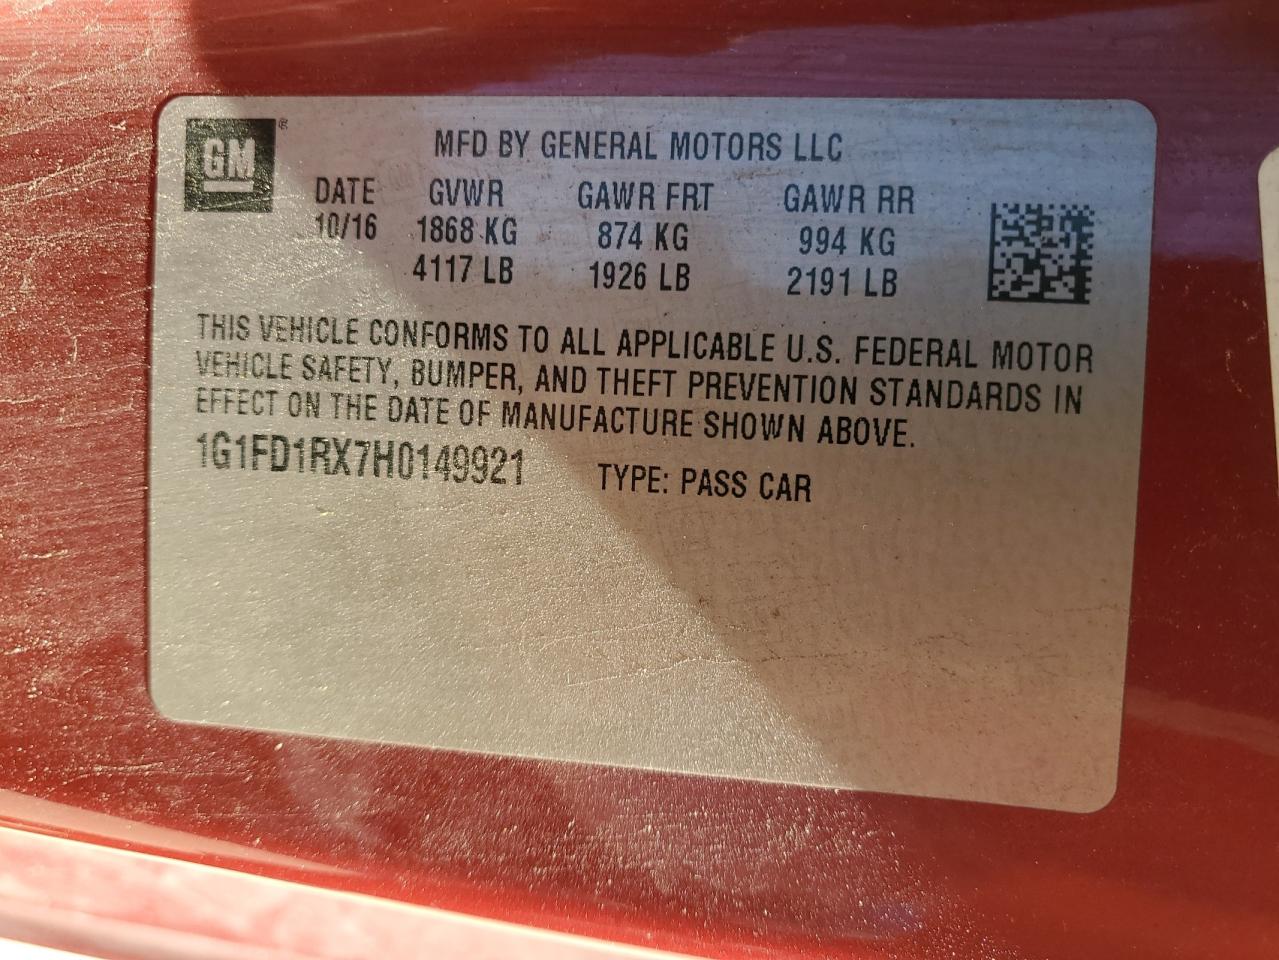 GM ®
MFD BY GENERAL MOTORS LLC
DATE GVWR GAWR FRT GAWR RR
10/16 1868 KG 874 KG 994 KG
4117 LB 1926 LB 2191 LB
THIS VEHICLE CONFORMS TO ALL APPLICABLE U.S. FEDERAL MOTOR
VEHICLE SAFETY, BUMPER, AND THEFT PREVENTION STANDARDS IN
EFFECT ON THE DATE OF MANUFACTURE SHOWN ABOVE.
1G1FD1RX7H0149921 TYPE: PASS CAR